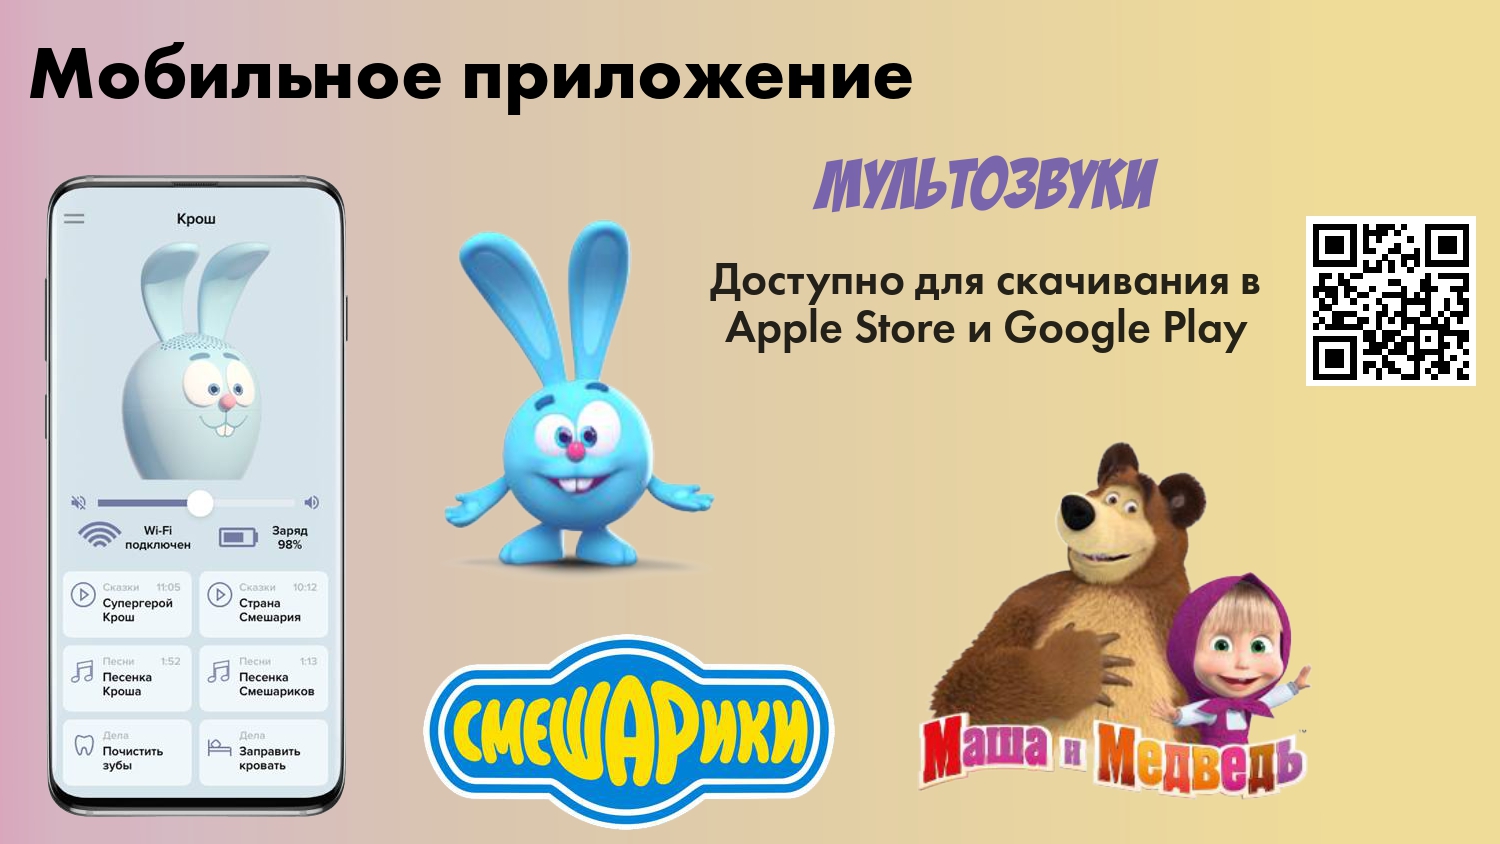 Мобильное приложение
МУЛЬТОЗВУКИ
Доступно для скачивания в
Apple Store и Google Play
Крош
Wi-Fi
подключен
Заряд
98%
Сказки 11:05
Супергерой
Крош
Сказки 10:12
Страна
Смешария
Песни 1:52
Песенка
Кроша
Песни 1:13
Песенка
Смешариков
Дела
Почистить
зубы
Дела
Заправить
кровать
СМЕШАРИКИ
Маша и Медведь